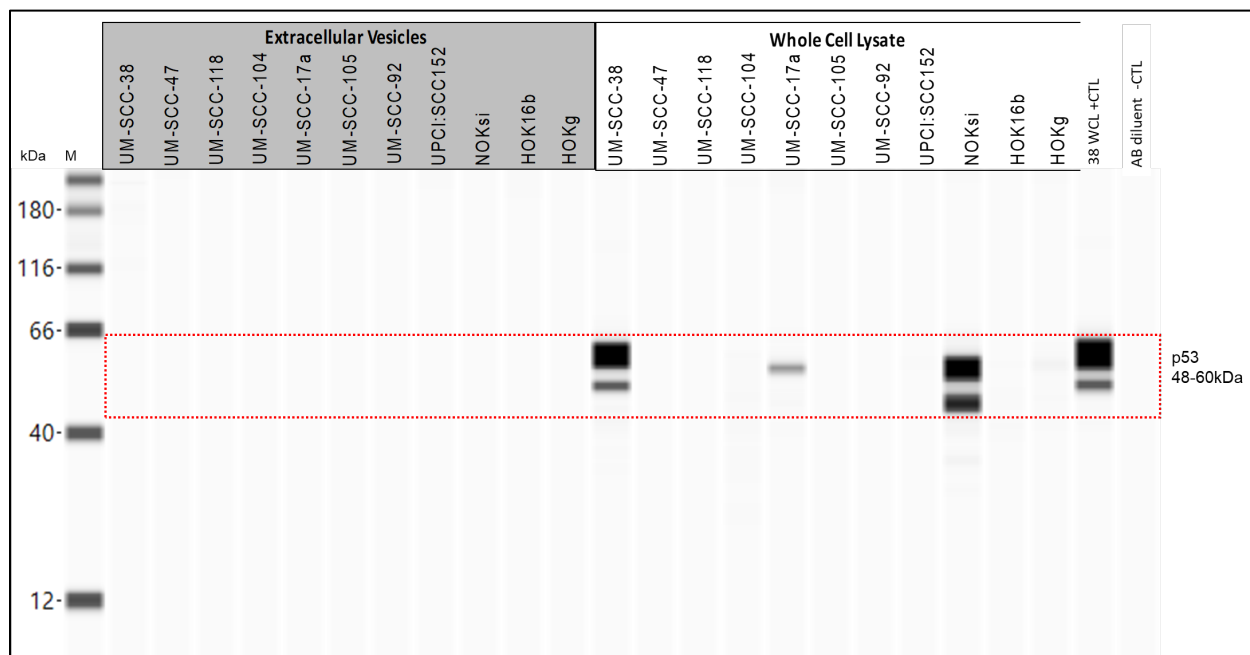 Extracellular Vesicles
Whole Cell Lysate
kDa
M
UM-SCC-38
UM-SCC-47
UM-SCC-118
UM-SCC-104
UM-SCC-17a
UM-SCC-105
UM-SCC-92
UPCI:SCC152
NOKsi
HOK16b
HOKg
UM-SCC-38
UM-SCC-47
UM-SCC-118
UM-SCC-104
UM-SCC-17a
UM-SCC-105
UM-SCC-92
UPCI:SCC152
NOKsi
HOK16b
HOKg
38 WCL +CTL
AB diluent -CTL
180-
116-
66-
40-
12-
p53
48-60kDa